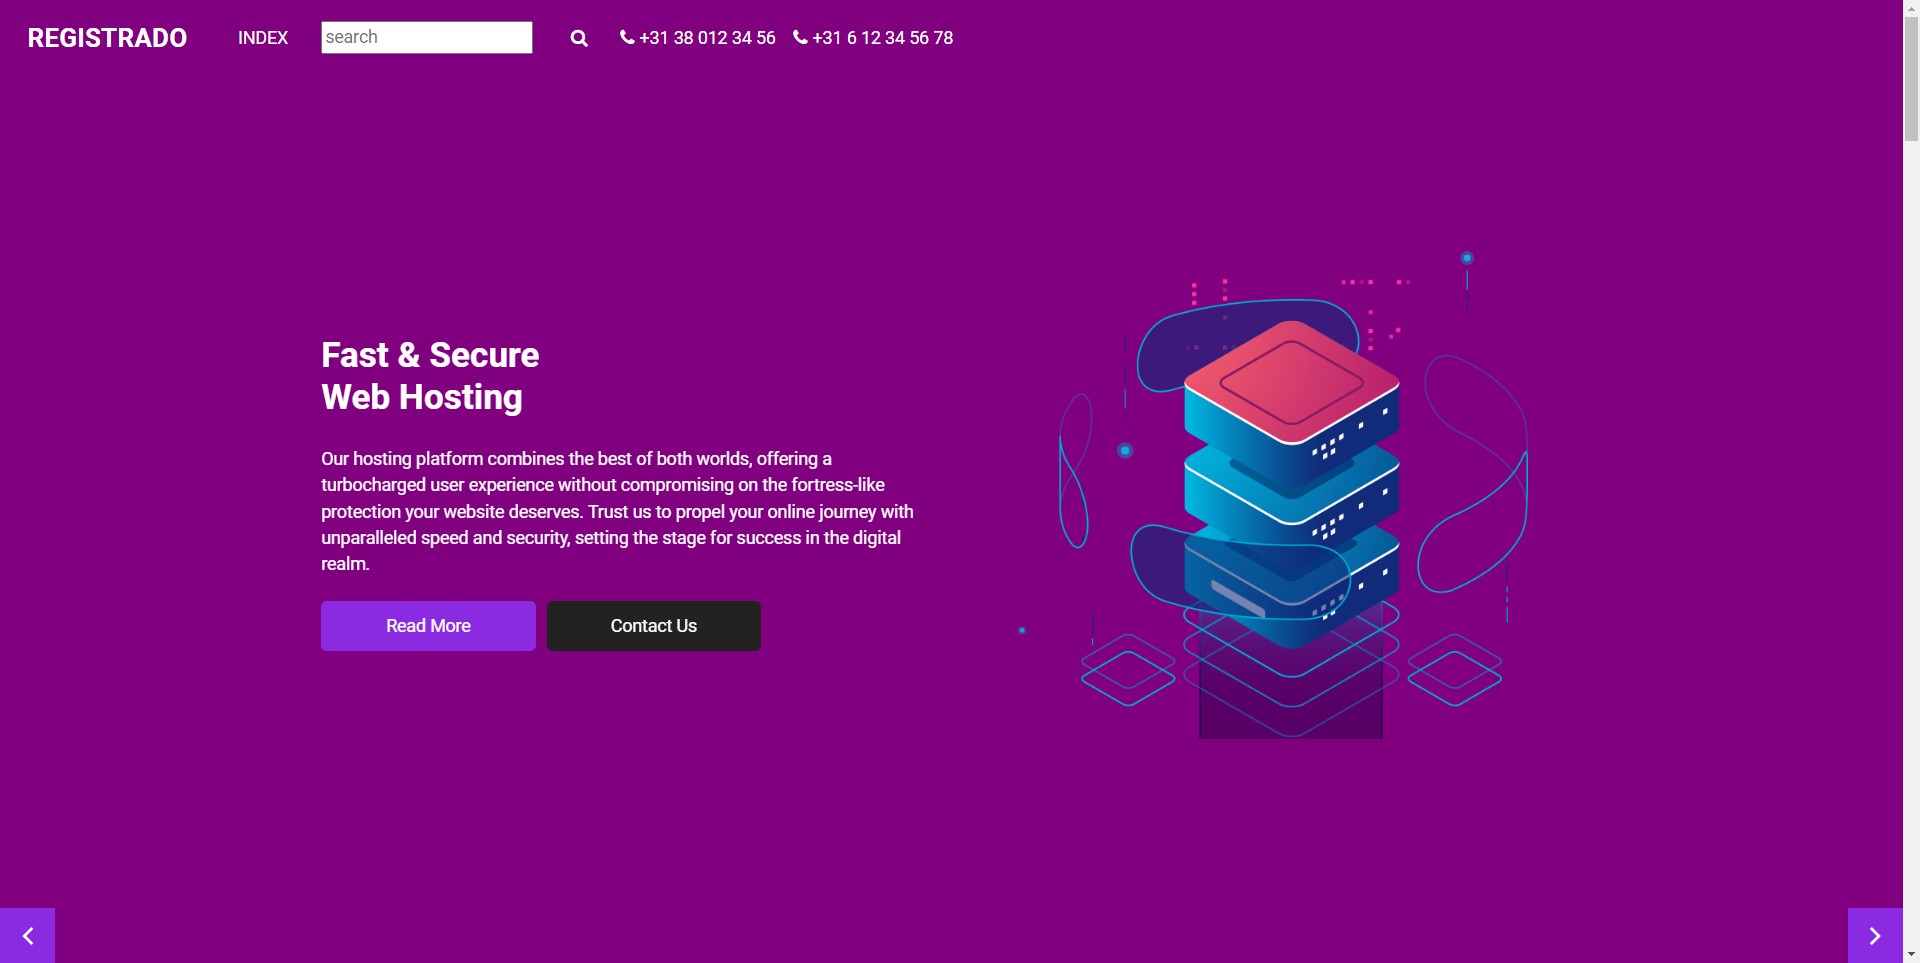 REGISTRADO INDEX search +31 38 012 34 56 +31 6 12 34 56 78
Fast & Secure
Web Hosting
Our hosting platform combines the best of both worlds, offering a
turbocharged user experience without compromising on the fortress-like
protection your website deserves. Trust us to propel your online journey with
unparalleled speed and security, setting the stage for success in the digital
realm.
Read More Contact Us